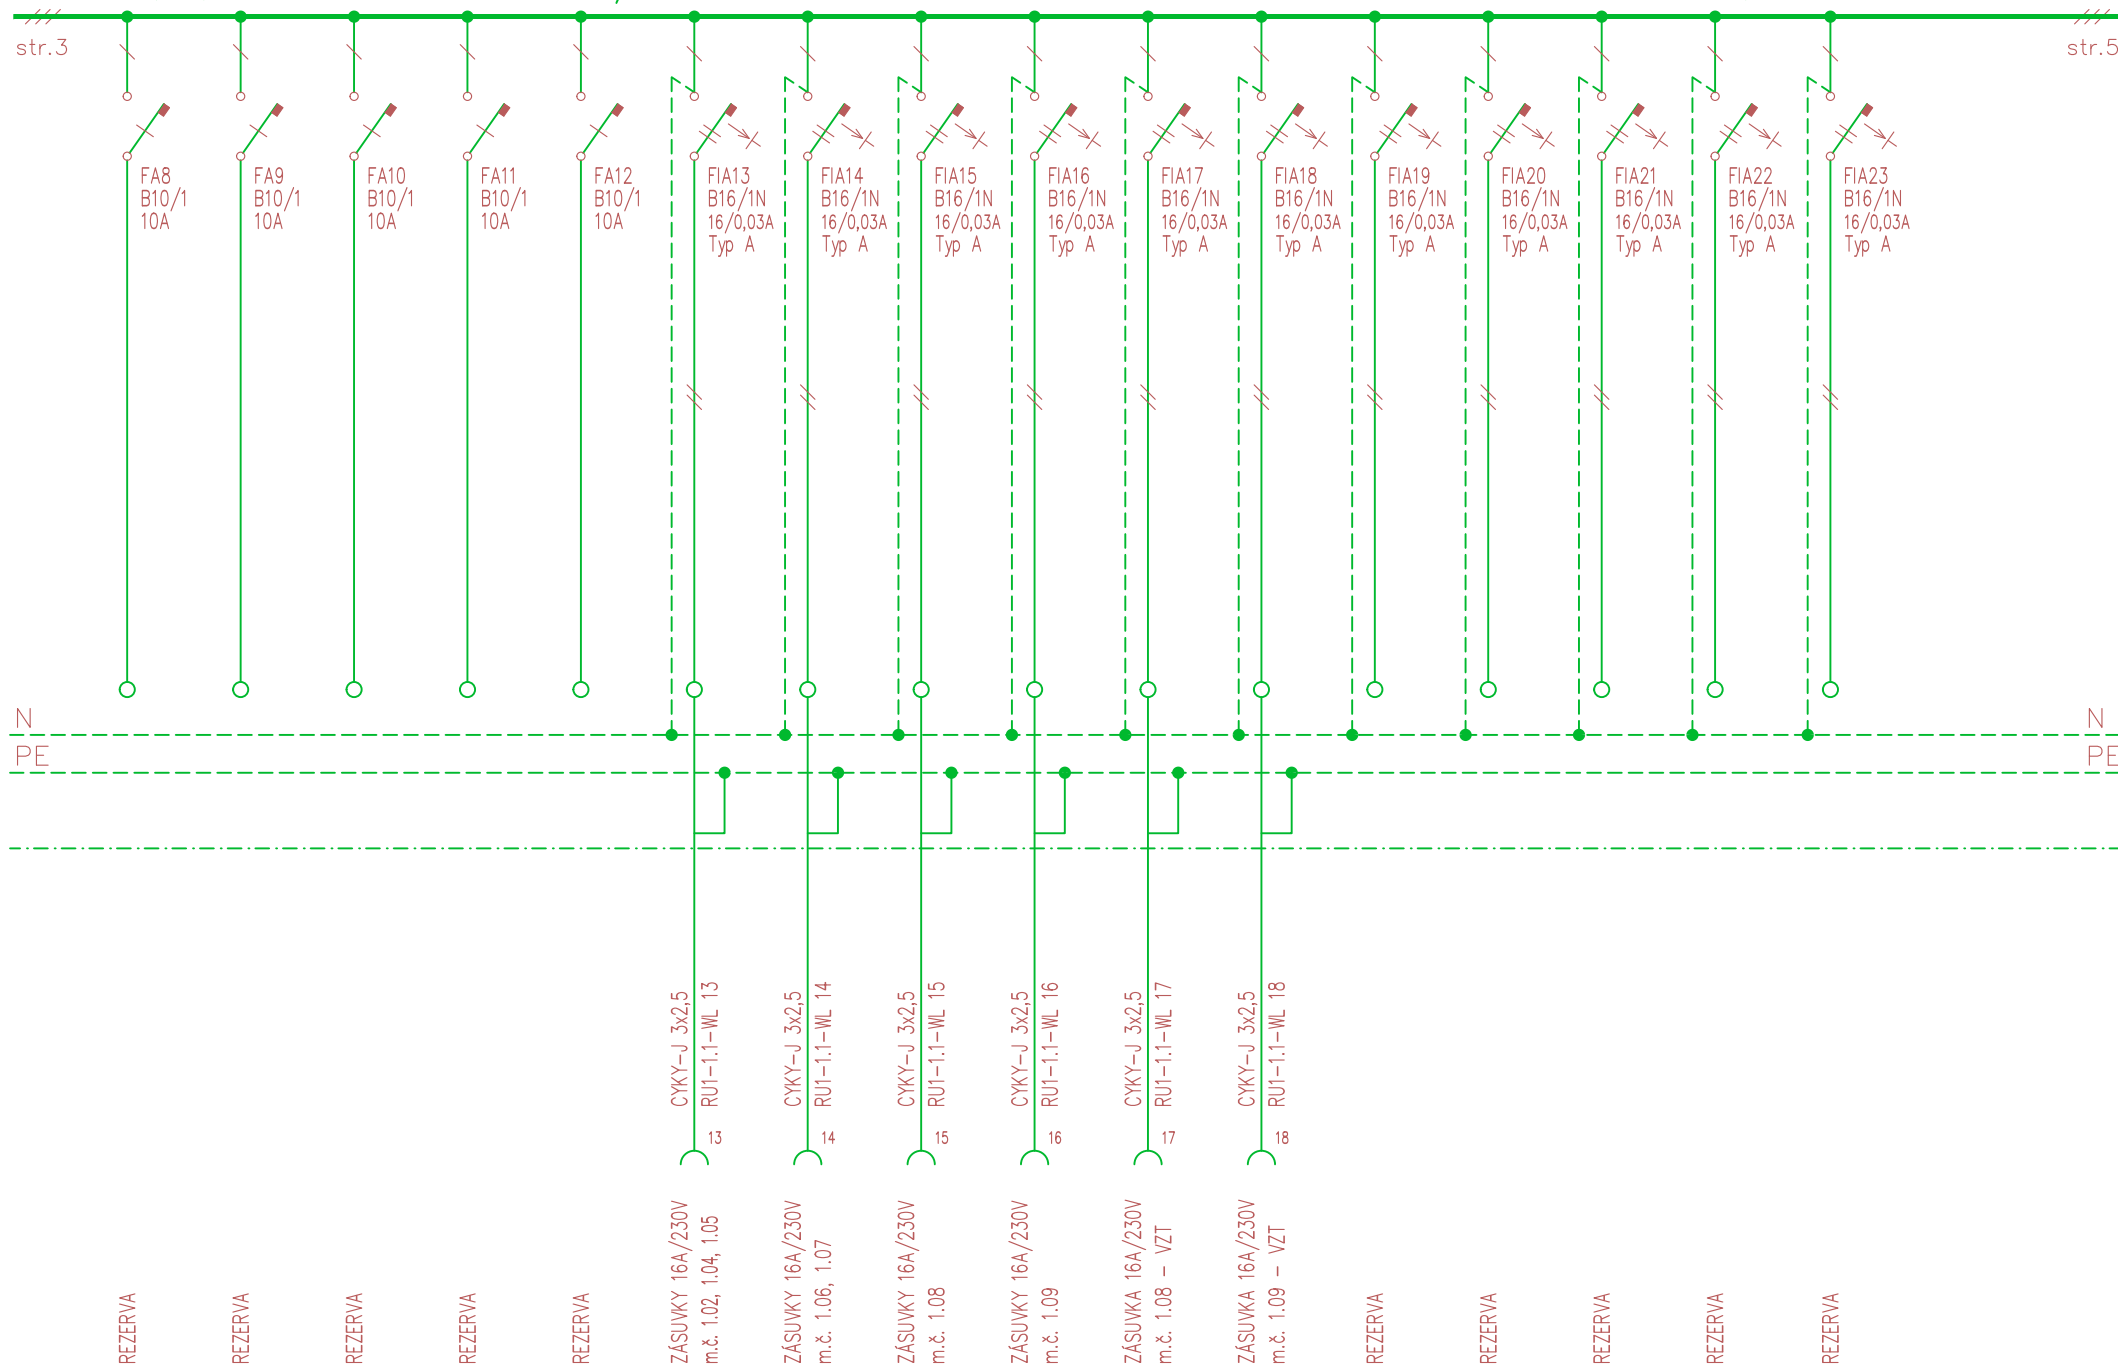 str.3
str.5
FA8
B10/1
10A
FA9
B10/1
10A
FA10
B10/1
10A
FA11
B10/1
10A
FA12
B10/1
10A
FIA13
B16/1N
16/0,03A
Typ A
FIA14
B16/1N
16/0,03A
Typ A
FIA15
B16/1N
16/0,03A
Typ A
FIA16
B16/1N
16/0,03A
Typ A
FIA17
B16/1N
16/0,03A
Typ A
FIA18
B16/1N
16/0,03A
Typ A
FIA19
B16/1N
16/0,03A
Typ A
FIA20
B16/1N
16/0,03A
Typ A
FIA21
B16/1N
16/0,03A
Typ A
FIA22
B16/1N
16/0,03A
Typ A
FIA23
B16/1N
16/0,03A
Typ A
N
N
PE
PE
CYKY-J 3x2,5
RU1-1.1-WL 13
CYKY-J 3x2,5
RU1-1.1-WL 14
CYKY-J 3x2,5
RU1-1.1-WL 15
CYKY-J 3x2,5
RU1-1.1-WL 16
CYKY-J 3x2,5
RU1-1.1-WL 17
CYKY-J 3x2,5
RU1-1.1-WL 18
13
14
15
16
17
18
REZERVA
REZERVA
REZERVA
REZERVA
REZERVA
ZÁSUVKY 16A/230V
m.č. 1.02, 1.04, 1.05
ZÁSUVKY 16A/230V
m.č. 1.06, 1.07
ZÁSUVKY 16A/230V
m.č. 1.08
ZÁSUVKY 16A/230V
m.č. 1.09
ZÁSUVKA 16A/230V
m.č. 1.08 - VZT
ZÁSUVKA 16A/230V
m.č. 1.09 - VZT
REZERVA
REZERVA
REZERVA
REZERVA
REZERVA